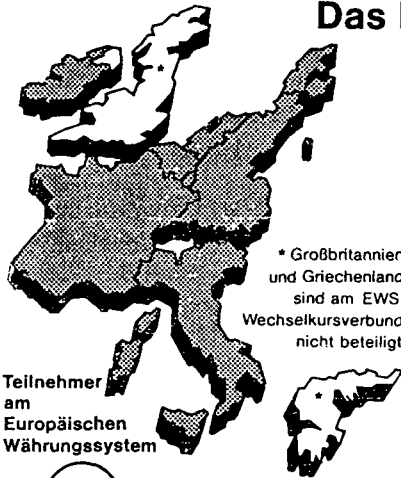 Das
* Großbritannien
und Griechenland
sind am EWS
Wechselkursverbund
nicht beteiligt
Teilnehmer
am
Europäischen
Währungssystem